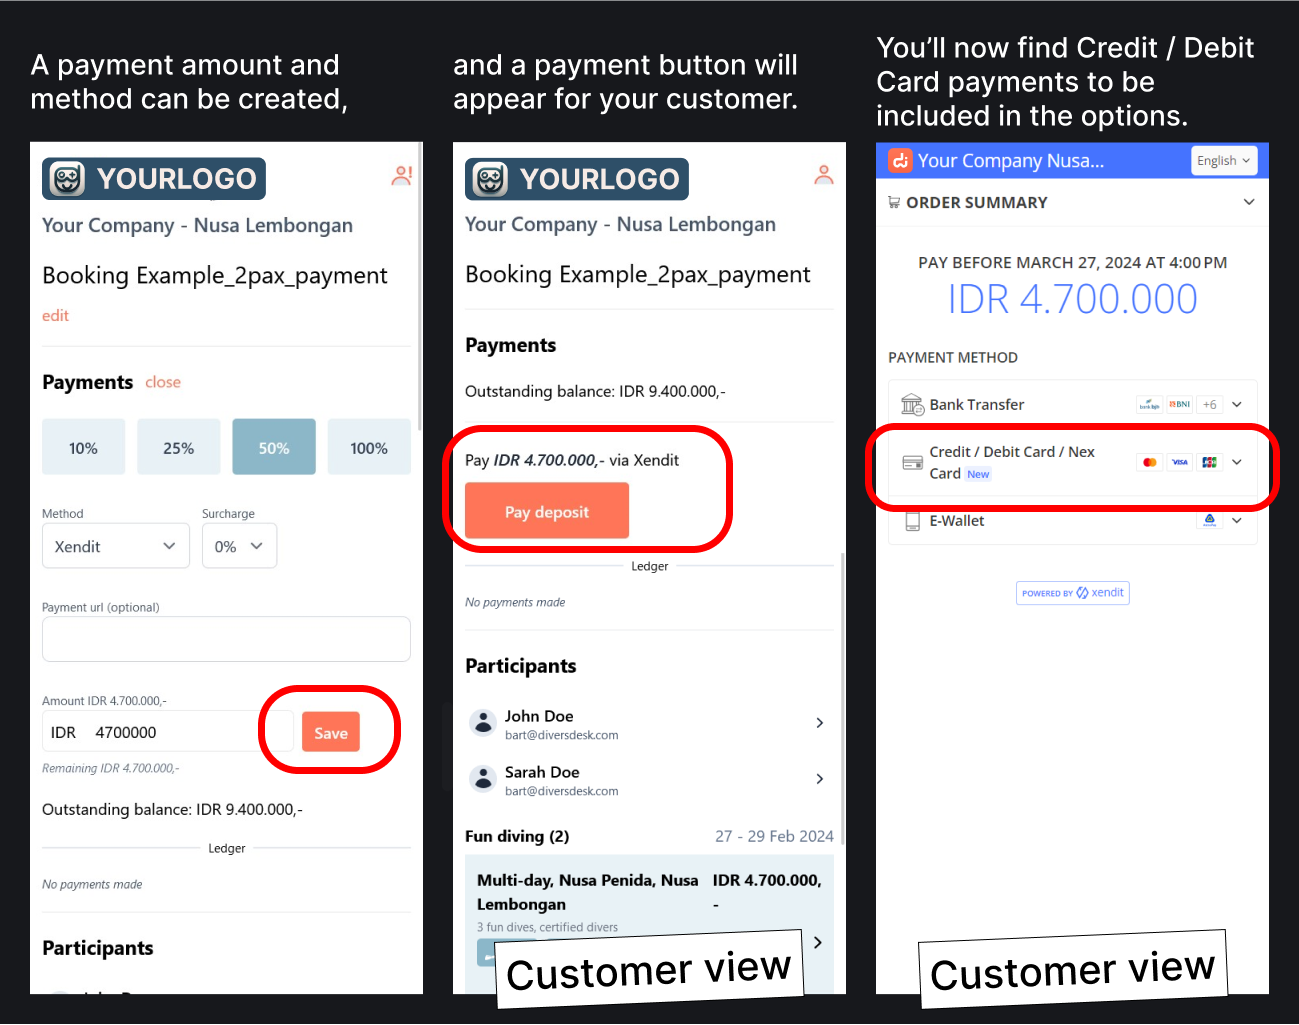 A payment amount and
method can be created,
YOURLOGO
Your Company - Nusa Lembongan
Booking Example_2pax_payment
edit
Payments close
10% 25% 50% 100%
Method Surcharge
Xendit 0%
Payment url (optional)
Amount IDR 4.700.000,-
IDR 4700000 Save
Remaining IDR 4.700.000,-
Outstanding balance: IDR 9.400.000,-
Ledger
No payments made
Participants
and a payment button will
appear for your customer.
YOURLOGO
Your Company - Nusa Lembongan
Booking Example_2pax_payment
Payments
Outstanding balance: IDR 9.400.000,-
Pay IDR 4.700.000,- via Xendit
Pay deposit
Ledger
No payments made
Participants
John Doe
bart@diversdesk.com
Sarah Doe
bart@diversdesk.com
Fun diving (2) 27 - 29 Feb 2024
Multi-day, Nusa Penida, Nusa IDR 4.700.000,
Lembongan -
3 fun dives, certified divers
Customer view
You'll now find Credit / Debit
Card payments to be
included in the options.
Your Company Nusa... English
ORDER SUMMARY
PAY BEFORE MARCH 27, 2024 AT 4:00 PM
IDR 4.700.000
PAYMENT METHOD
Bank Transfer BNI +6
Credit / Debit Card / Nex VISA JCB
Card New
E-Wallet
POWERED BY xendit
Customer view